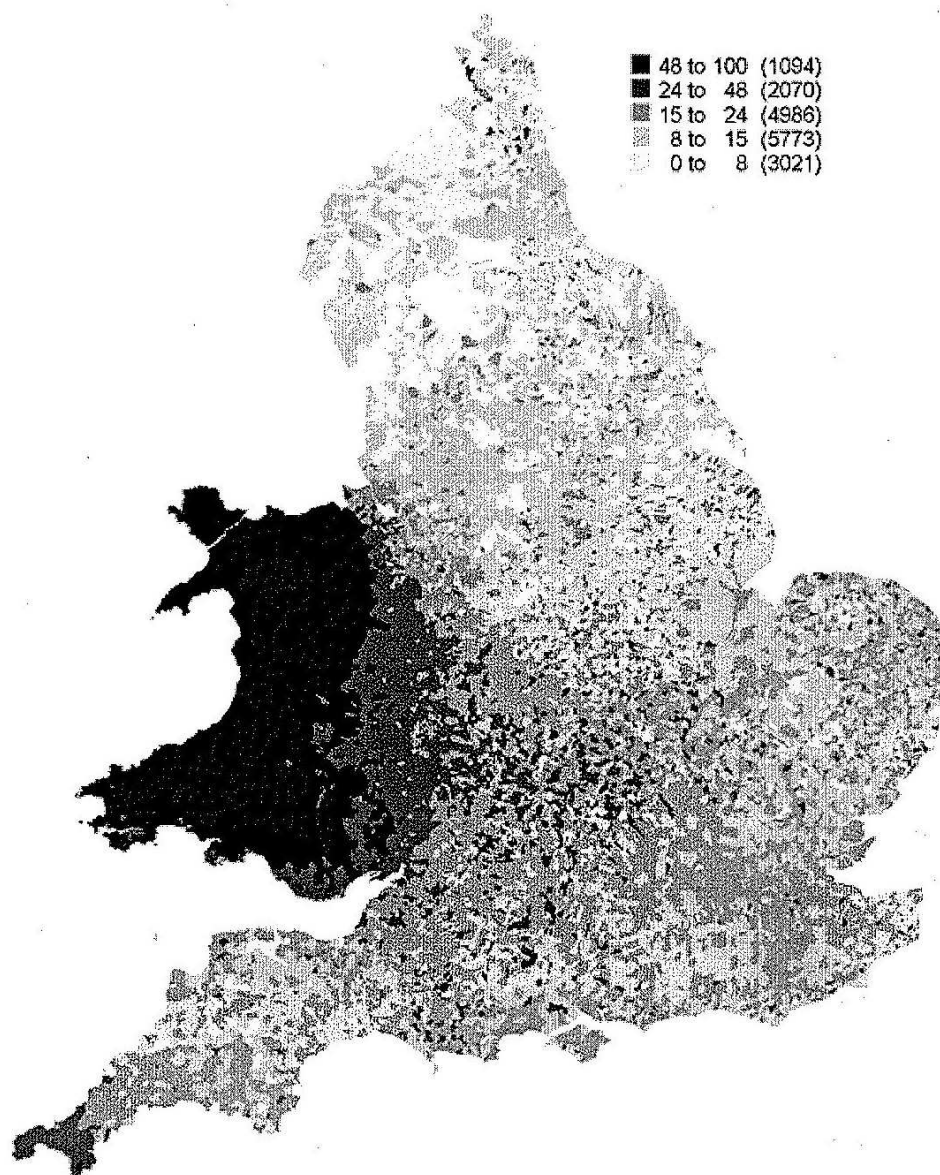 48 to 100 (1094)
24 to 48 (2070)
15 to 24 (4986)
8 to 15 (5773)
0 to 8 (3021)